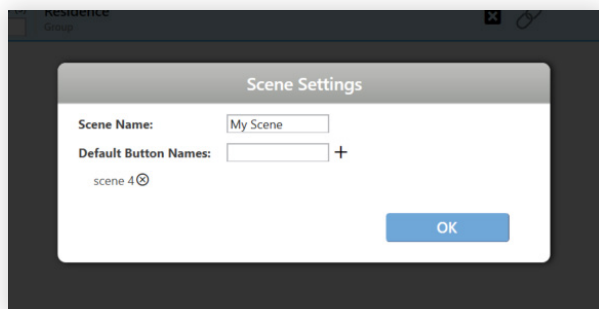 Residence
Group
Scene Settings
Scene Name: My Scene
Default Button Names: +
scene 4
OK